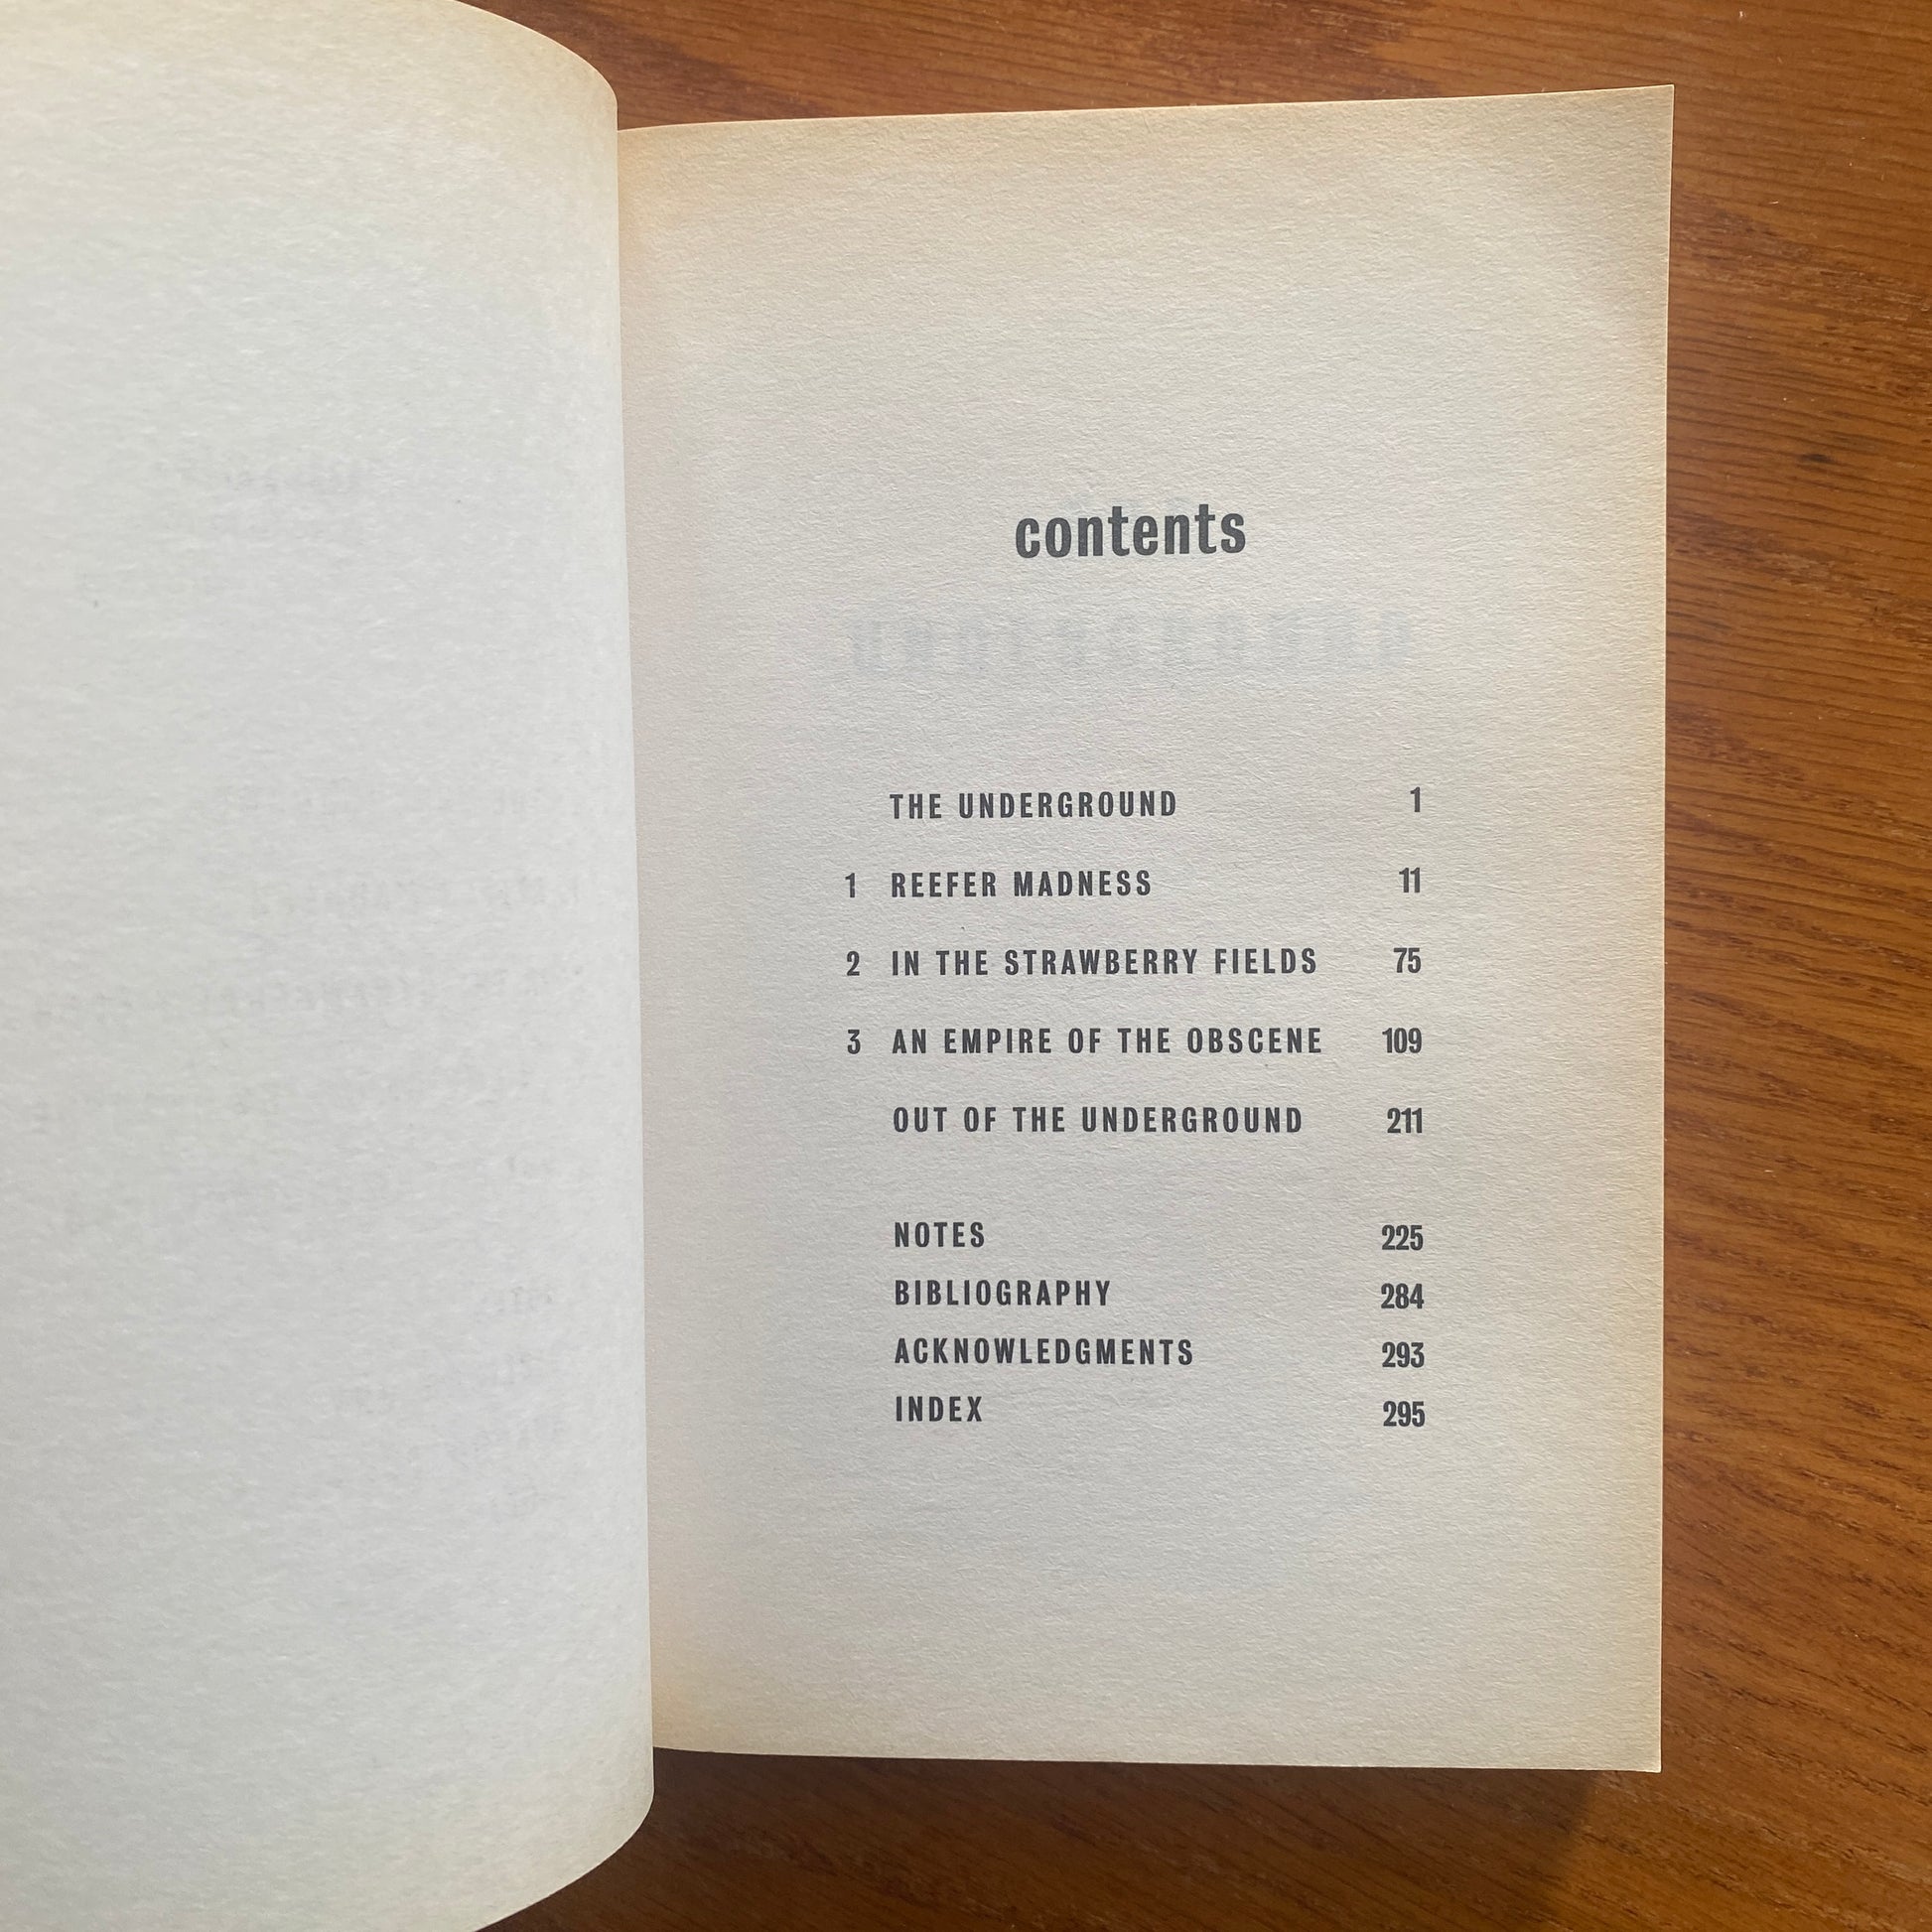 contents
THE UNDERGROUND 1
1 REEFER MADNESS 11
2 IN THE STRAWBERRY FIELDS 75
3 AN EMPIRE OF THE OBSCENE 109
OUT OF THE UNDERGROUND 211
NOTES 225
BIBLIOGRAPHY 284
ACKNOWLEDGMENTS 293
INDEX 295